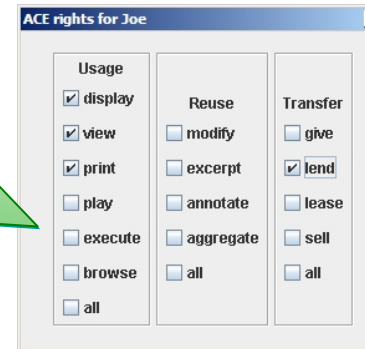 ACE rights for Joe
Usage
display
view
print
play
execute
browse
all
Reuse
modify
excerpt
annotate
aggregate
all
Transfer
give
lend
lease
sell
all